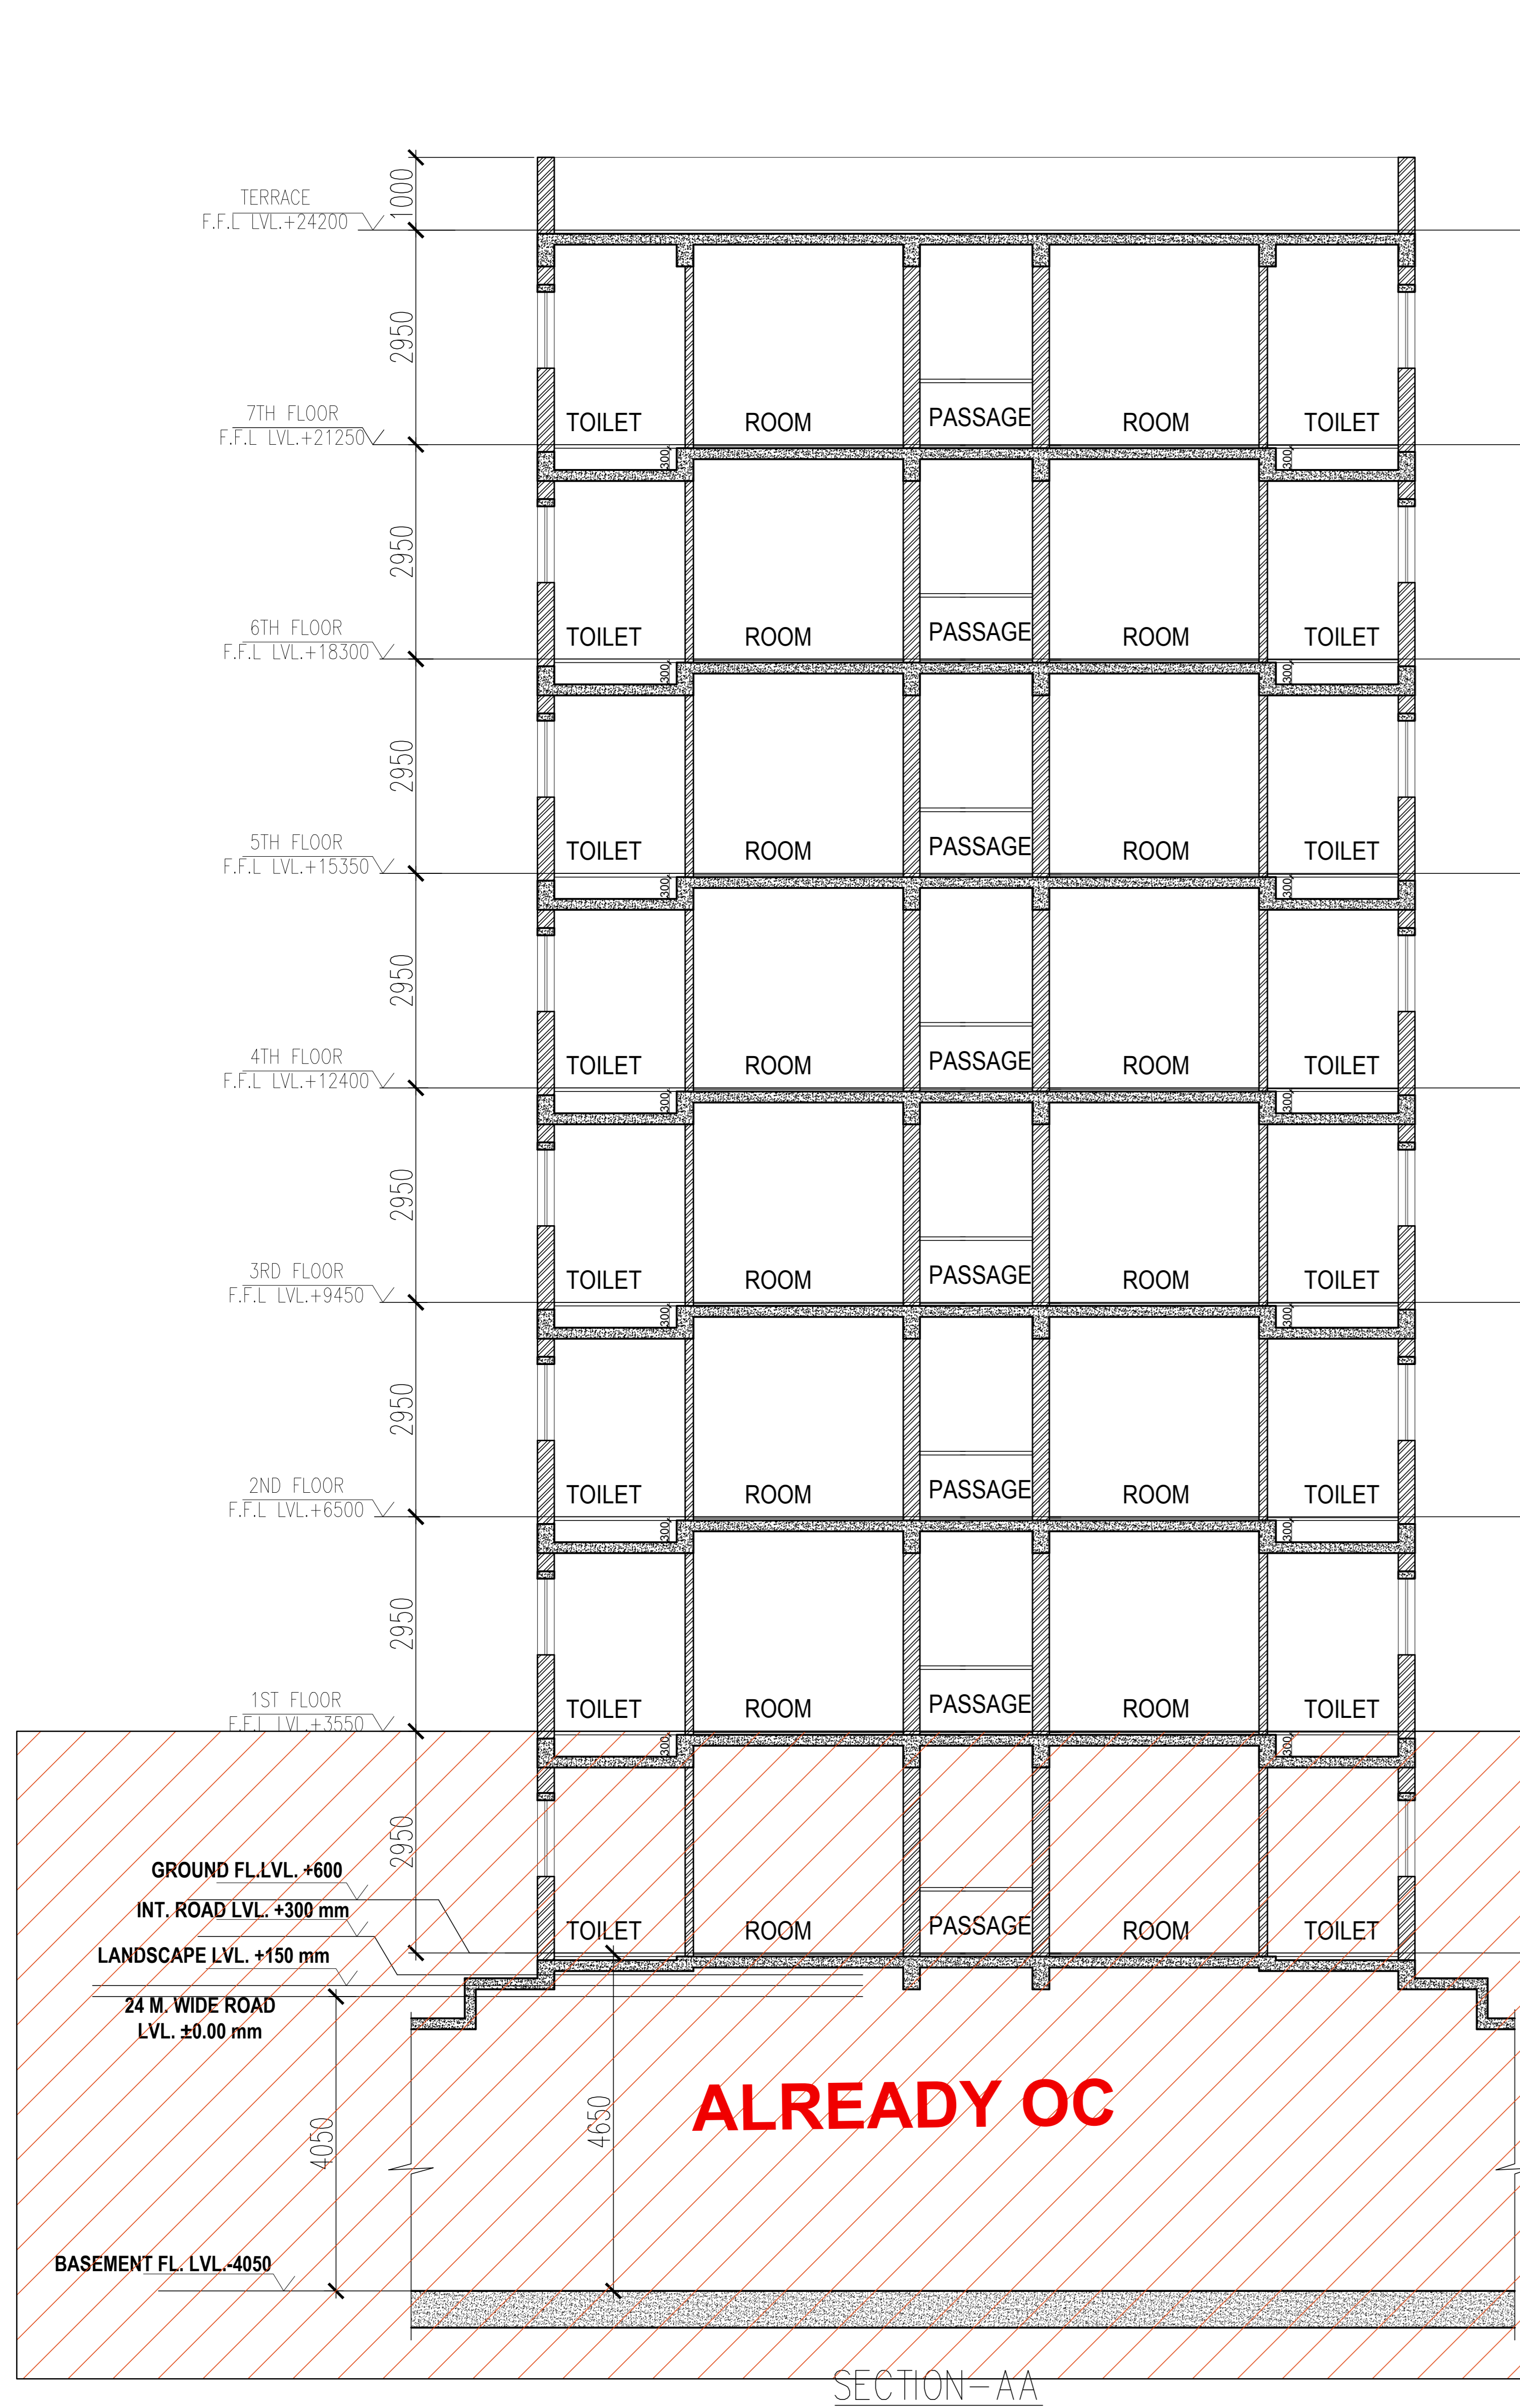 1000
TERRACE
F.F.L LVL.+24200
2950
TOILET ROOM PASSAGE ROOM TOILET
7TH FLOOR
F.F.L LVL.+21250
300 300
2950
TOILET ROOM PASSAGE ROOM TOILET
6TH FLOOR
F.F.L LVL.+18300
300 300
2950
TOILET ROOM PASSAGE ROOM TOILET
5TH FLOOR
F.F.L LVL.+15350
300 300
2950
TOILET ROOM PASSAGE ROOM TOILET
4TH FLOOR
F.F.L LVL.+12400
300 300
2950
TOILET ROOM PASSAGE ROOM TOILET
3RD FLOOR
F.F.L LVL.+9450
300 300
2950
TOILET ROOM PASSAGE ROOM TOILET
2ND FLOOR
F.F.L LVL.+6500
300 300
2950
TOILET ROOM PASSAGE ROOM TOILET
1ST FLOOR
F.F.L LVL.+3550
300 300
2950
GROUND FL.LVL. +600
INT. ROAD LVL. +300 mm
TOILET ROOM PASSAGE ROOM TOILET
LANDSCAPE LVL. +150 mm
24 M. WIDE ROAD
LVL. ±0.00 mm
ALREADY OC
4050
4650
BASEMENT FL. LVL.-4050
SECTION-AA